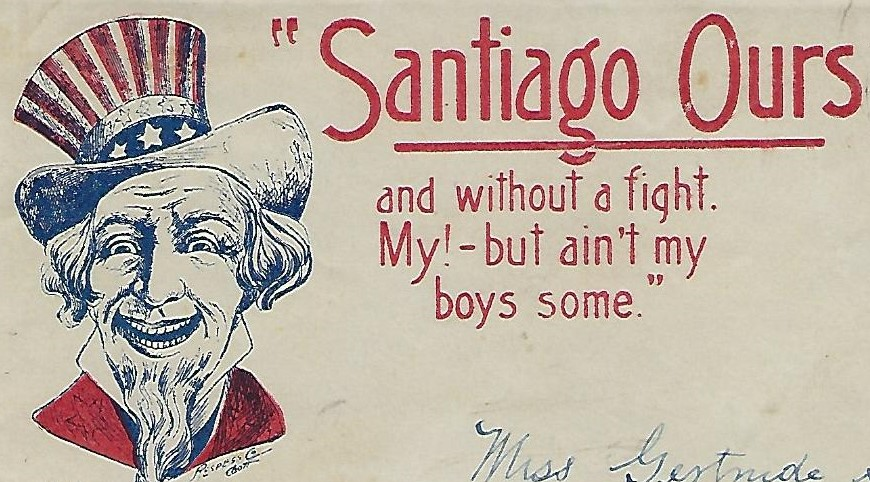 "Santiago Ours
and without a fight.
My!-but ain't my
boys some."
Miss Gertrude